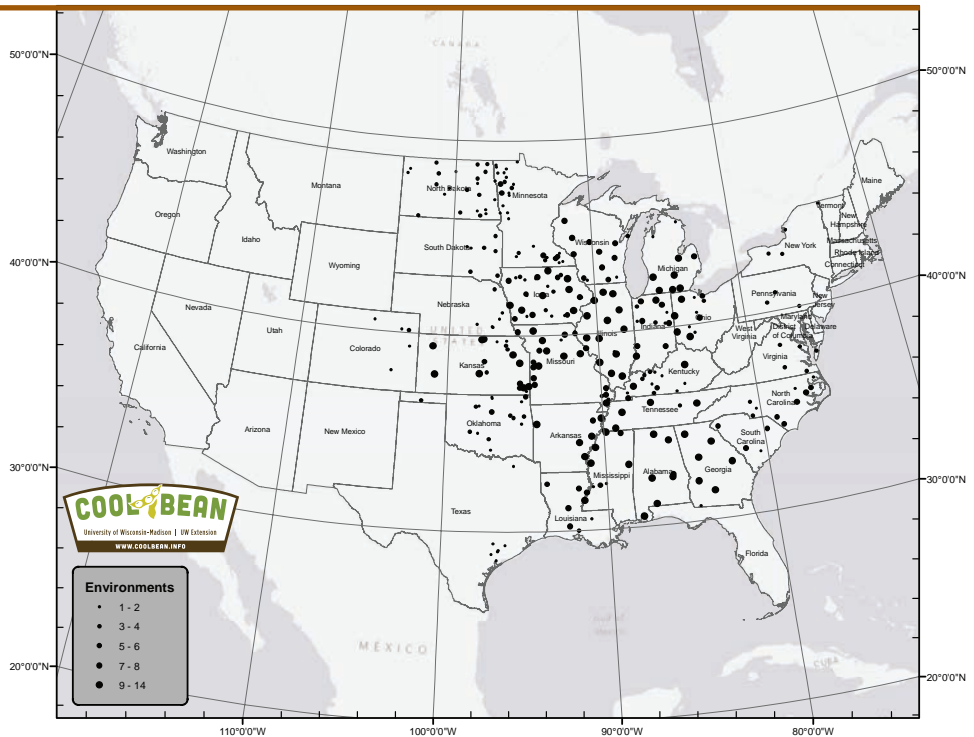 CANADA
50°0'0"N
50°0'0"N
Washington
Maine
Montana
North Dakota
Minnesota
Vermont
New
Hampshire
Oregon
Massachusetts
Wisconsin
New York
Rhode Island
South Dakota
Idaho
Connecticut
Michigan
40°0'0"N
Wyoming
40°0'0"N
Iowa
Pennsylvania
New
Jersey
Nebraska
Nevada
Ohio
Maryland
Utah
UNITED
STATES
Illinois
Indiana
West
Virginia
District
of Columbia
Delaware
California
Colorado
Kansas
Missouri
Virginia
Kentucky
North
Carolina
Tennessee
Oklahoma
Arizona
New Mexico
Arkansas
South
Carolina
30°0'0"N
Mississippi
Alabama
Georgia
30°0'0"N
COOL BEAN
University of Wisconsin-Madison | UW Extension
WWW.COOLBEAN.INFO
Texas
Louisiana
Florida
Environments
1 - 2
3 - 4
5 - 6
7 - 8
9 - 14
MÉXICO
CUBA
20°0'0"N
20°0'0"N
110°0'0"W
100°0'0"W
90°0'0"W
80°0'0"W